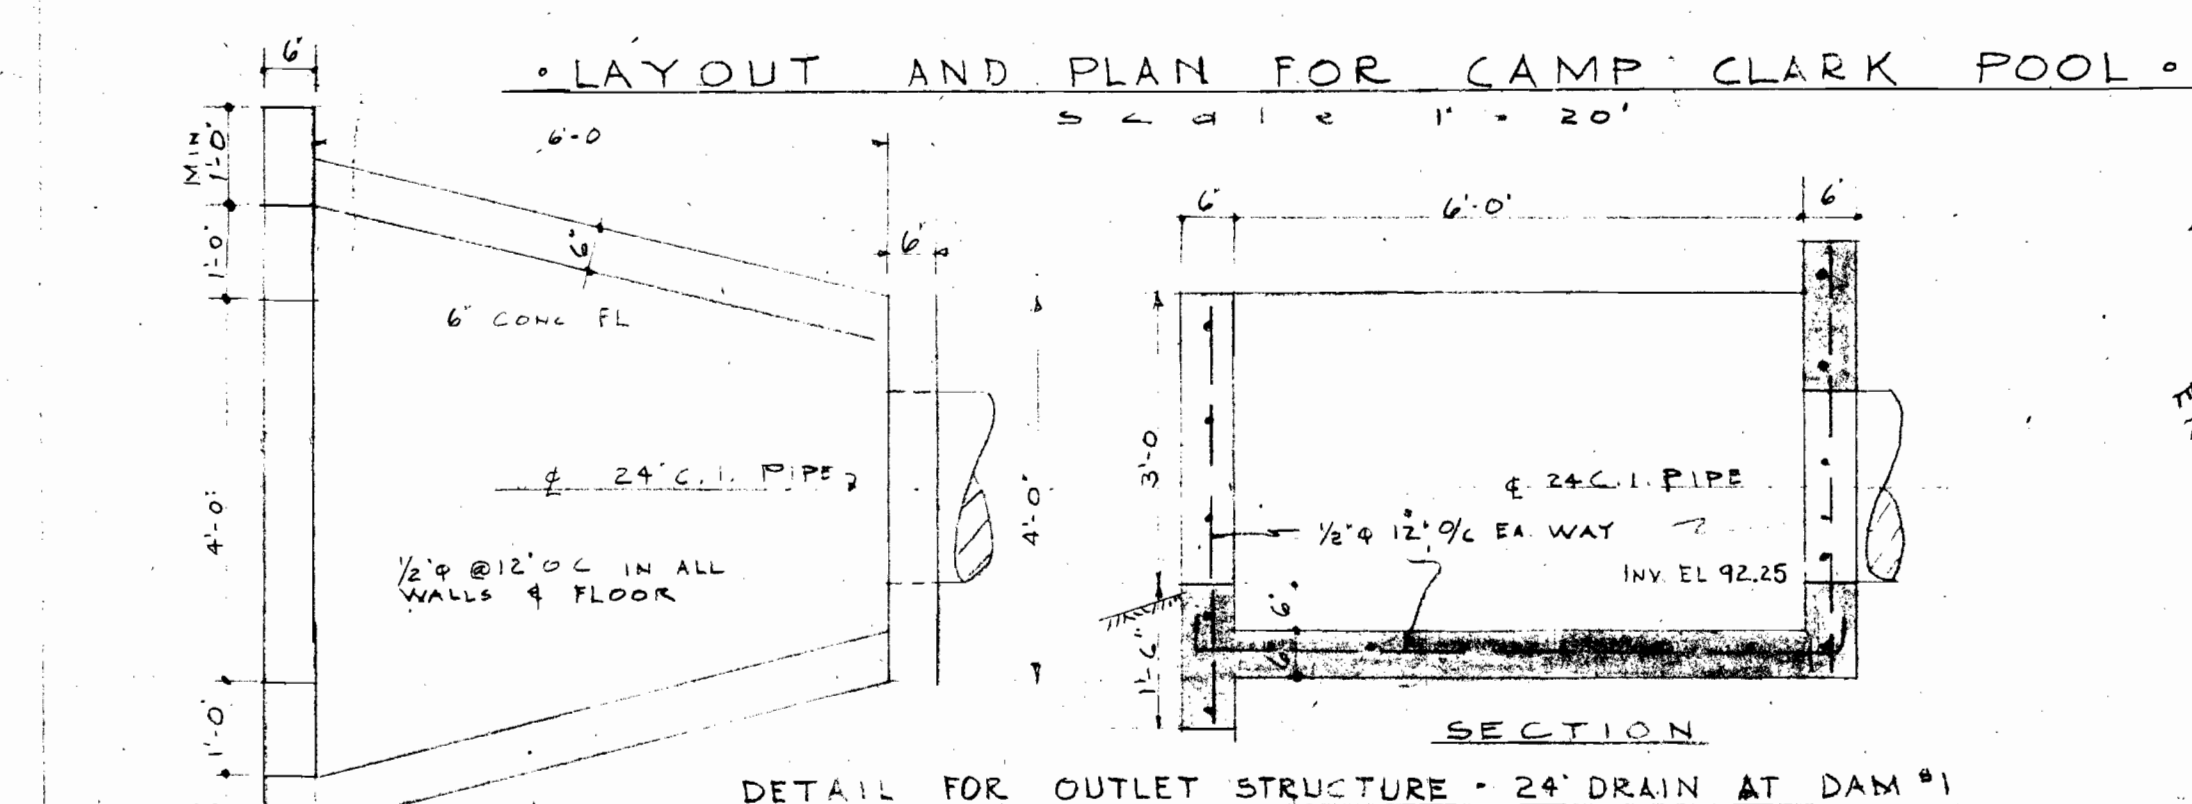 • LAYOUT AND PLAN FOR CAMP CLARK POOL •
scale 1" = 20'
6"
MIN
1'-0"
1'-0"
4'-0"
1'-0"
6'-0
6"
6"
6" CONC FL
℄ 24" C.I. PIPE
1/2"φ @12" O C IN ALL
WALLS & FLOOR
4'-0"
6"
6'-0"
6"
3'-0
1'-6"
℄ 24 C.I. PIPE
1/2"φ 12" O/C EA. WAY
INV. EL 92.25
6"
6"
SECTION
DETAIL FOR OUTLET STRUCTURE - 24" DRAIN AT DAM #1